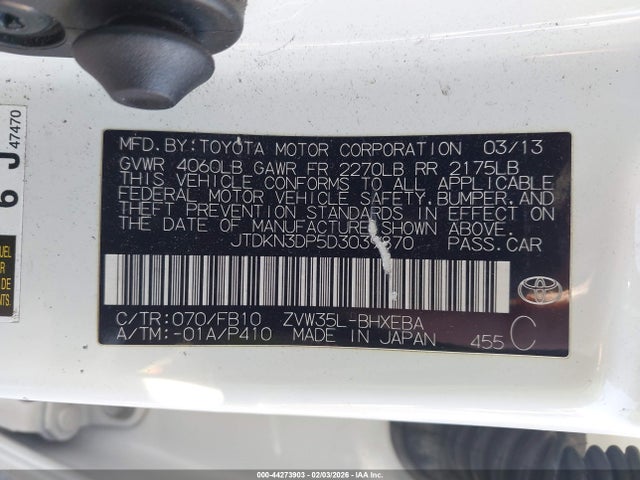 MFD.BY:TOYOTA MOTOR CORPORATION 03/13
GVWR 4060LB GAWR FR 2270LB RR 2175LB
THIS VEHICLE CONFORMS TO ALL APPLICABLE
FEDERAL MOTOR VEHICLE SAFETY,BUMPER,AND
THEFT PREVENTION STANDARDS IN EFFECT ON
THE DATE OF MANUFACTURE SHOWN ABOVE.
PASS.CAR
C/TR:070/FB10 ZVW35L-BHXEBA
A/TM:-01A/P410 MADE IN JAPAN 455 C
6 J 47470
000-44273903 - 02/03/2026 - IAAHC